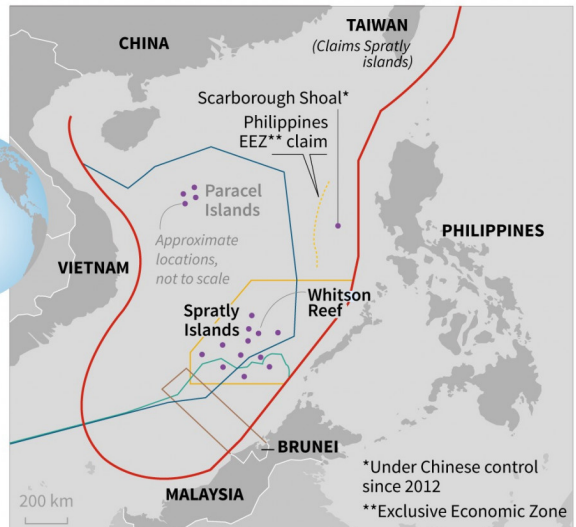 TAIWAN
(Claims Spratly
islands)
CHINA
Scarborough Shoal*
Philippines
EEZ** claim
Paracel
Islands
Approximate
locations,
not to scale
PHILIPPINES
VIETNAM
Spratly
Islands
Whitson
Reef
BRUNEI
MALAYSIA
*Under Chinese control
since 2012
**Exclusive Economic Zone
200 km